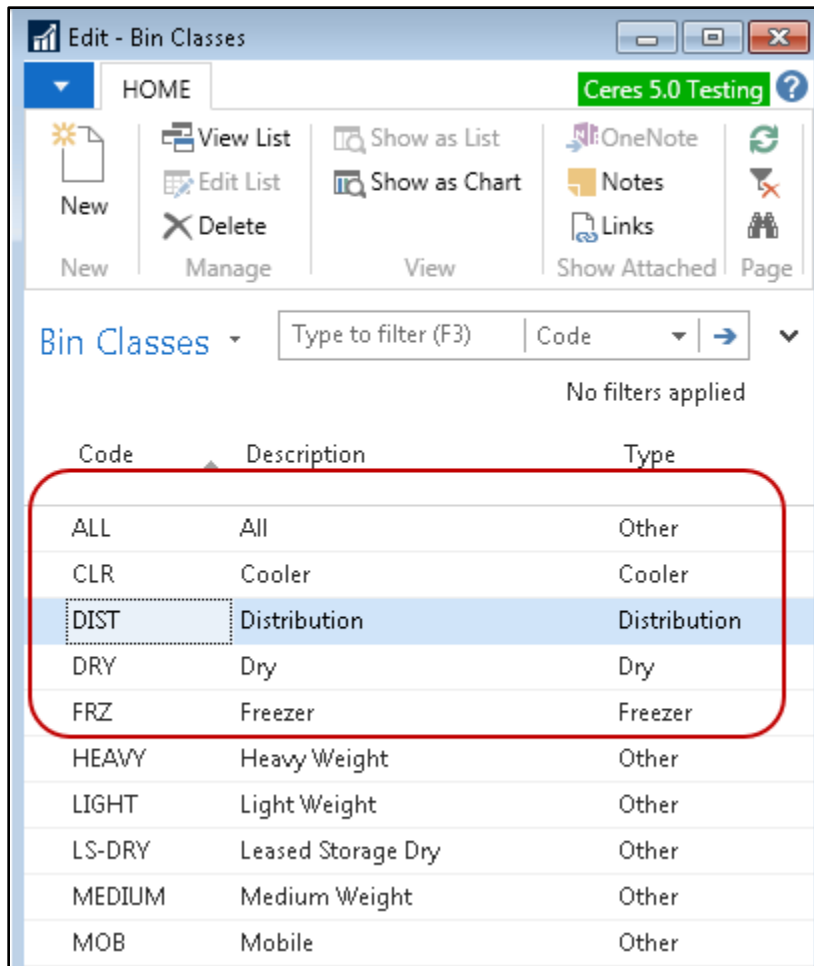 Edit - Bin Classes
HOME
Ceres 5.0 Testing
New
View List
Edit List
Delete
Show as List
Show as Chart
OneNote
Notes
Links
New Manage View Show Attached Page
Bin Classes Type to filter (F3) Code
No filters applied
Code Description Type
ALL All Other
CLR Cooler Cooler
DIST Distribution Distribution
DRY Dry Dry
FRZ Freezer Freezer
HEAVY Heavy Weight Other
LIGHT Light Weight Other
LS-DRY Leased Storage Dry Other
MEDIUM Medium Weight Other
MOB Mobile Other